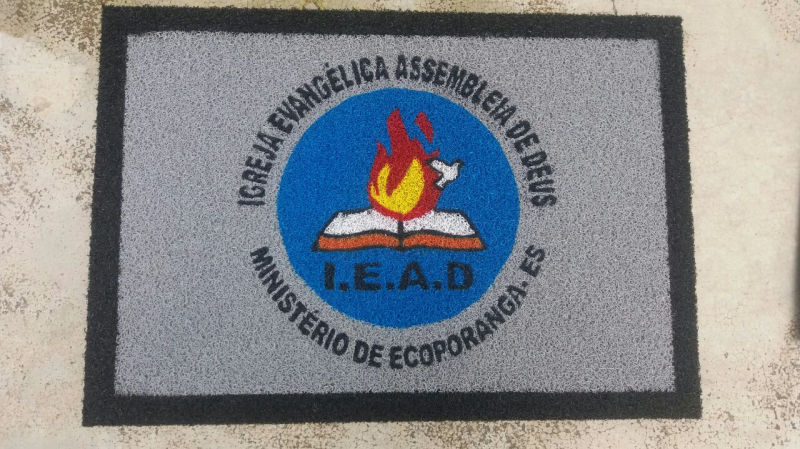 IGREJA EVANGÉLICA ASSEMBLEIA DE DEUS
I.E.A.D
MINISTÉRIO DE ECOPORANGA- ES